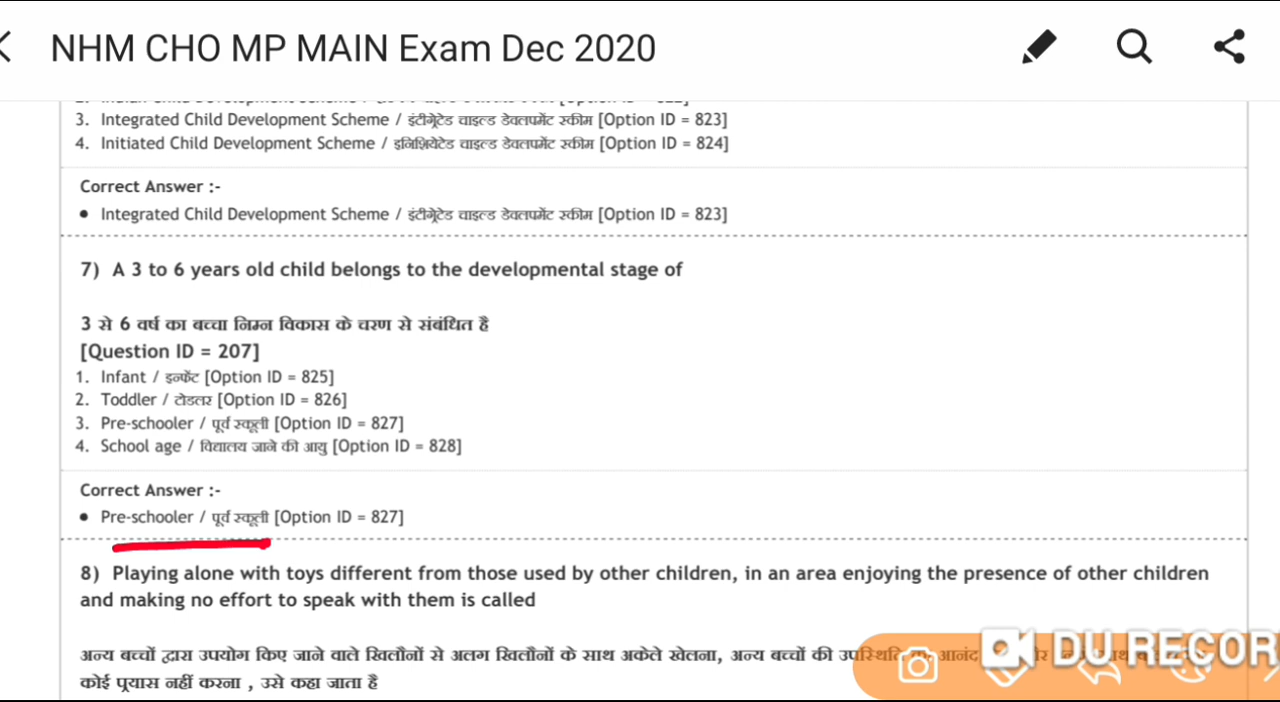 NHM CHO MP MAIN Exam Dec 2020
3. Integrated Child Development Scheme / इंटीग्रेटेड चाइल्ड डेवलपमेंट स्कीम [Option ID = 823]
4. Initiated Child Development Scheme / इनिशियेटेड चाइल्ड डेवलपमेंट स्कीम [Option ID = 824]
Correct Answer :-
• Integrated Child Development Scheme / इंटीग्रेटेड चाइल्ड डेवलपमेंट स्कीम [Option ID = 823]
7) A 3 to 6 years old child belongs to the developmental stage of
3 से 6 वर्ष का बच्चा निम्न विकास के चरण से संबंधित है
[Question ID = 207]
1. Infant / इन्फेंट [Option ID = 825]
2. Toddler / टोडलर [Option ID = 826]
3. Pre-schooler / पूर्व स्कूली [Option ID = 827]
4. School age / विद्यालय जाने की आयु [Option ID = 828]
Correct Answer :-
• Pre-schooler / पूर्व स्कूली [Option ID = 827]
8) Playing alone with toys different from those used by other children, in an area enjoying the presence of other children
and making no effort to speak with them is called
अन्य बच्चों द्वारा उपयोग किए जाने वाले खिलौनों से अलग खिलौनों के साथ अकेले खेलना, अन्य बच्चों की आनंद
कोई प्रयास नहीं करना , उसे कहा जाता है
DU RECOR